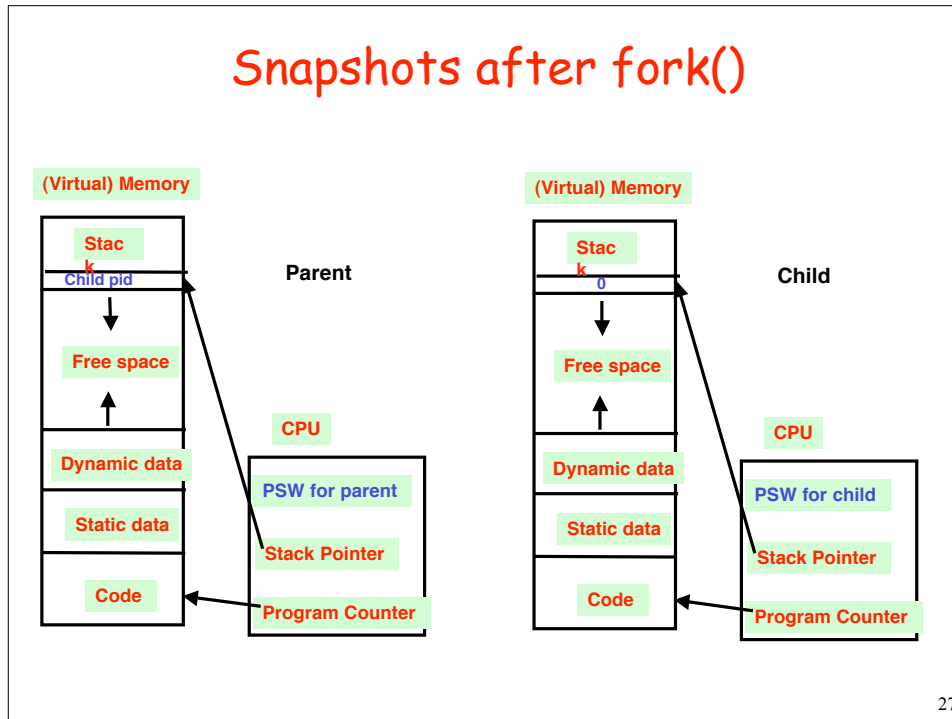 Snapshots after fork()
(Virtual) Memory
Stac
k
Child pid
Free space
Dynamic data
Static data
Code
Parent
CPU
PSW for parent
Stack Pointer
Program Counter
(Virtual) Memory
Stac
k
0
Free space
Dynamic data
Static data
Code
Child
CPU
PSW for child
Stack Pointer
Program Counter
27